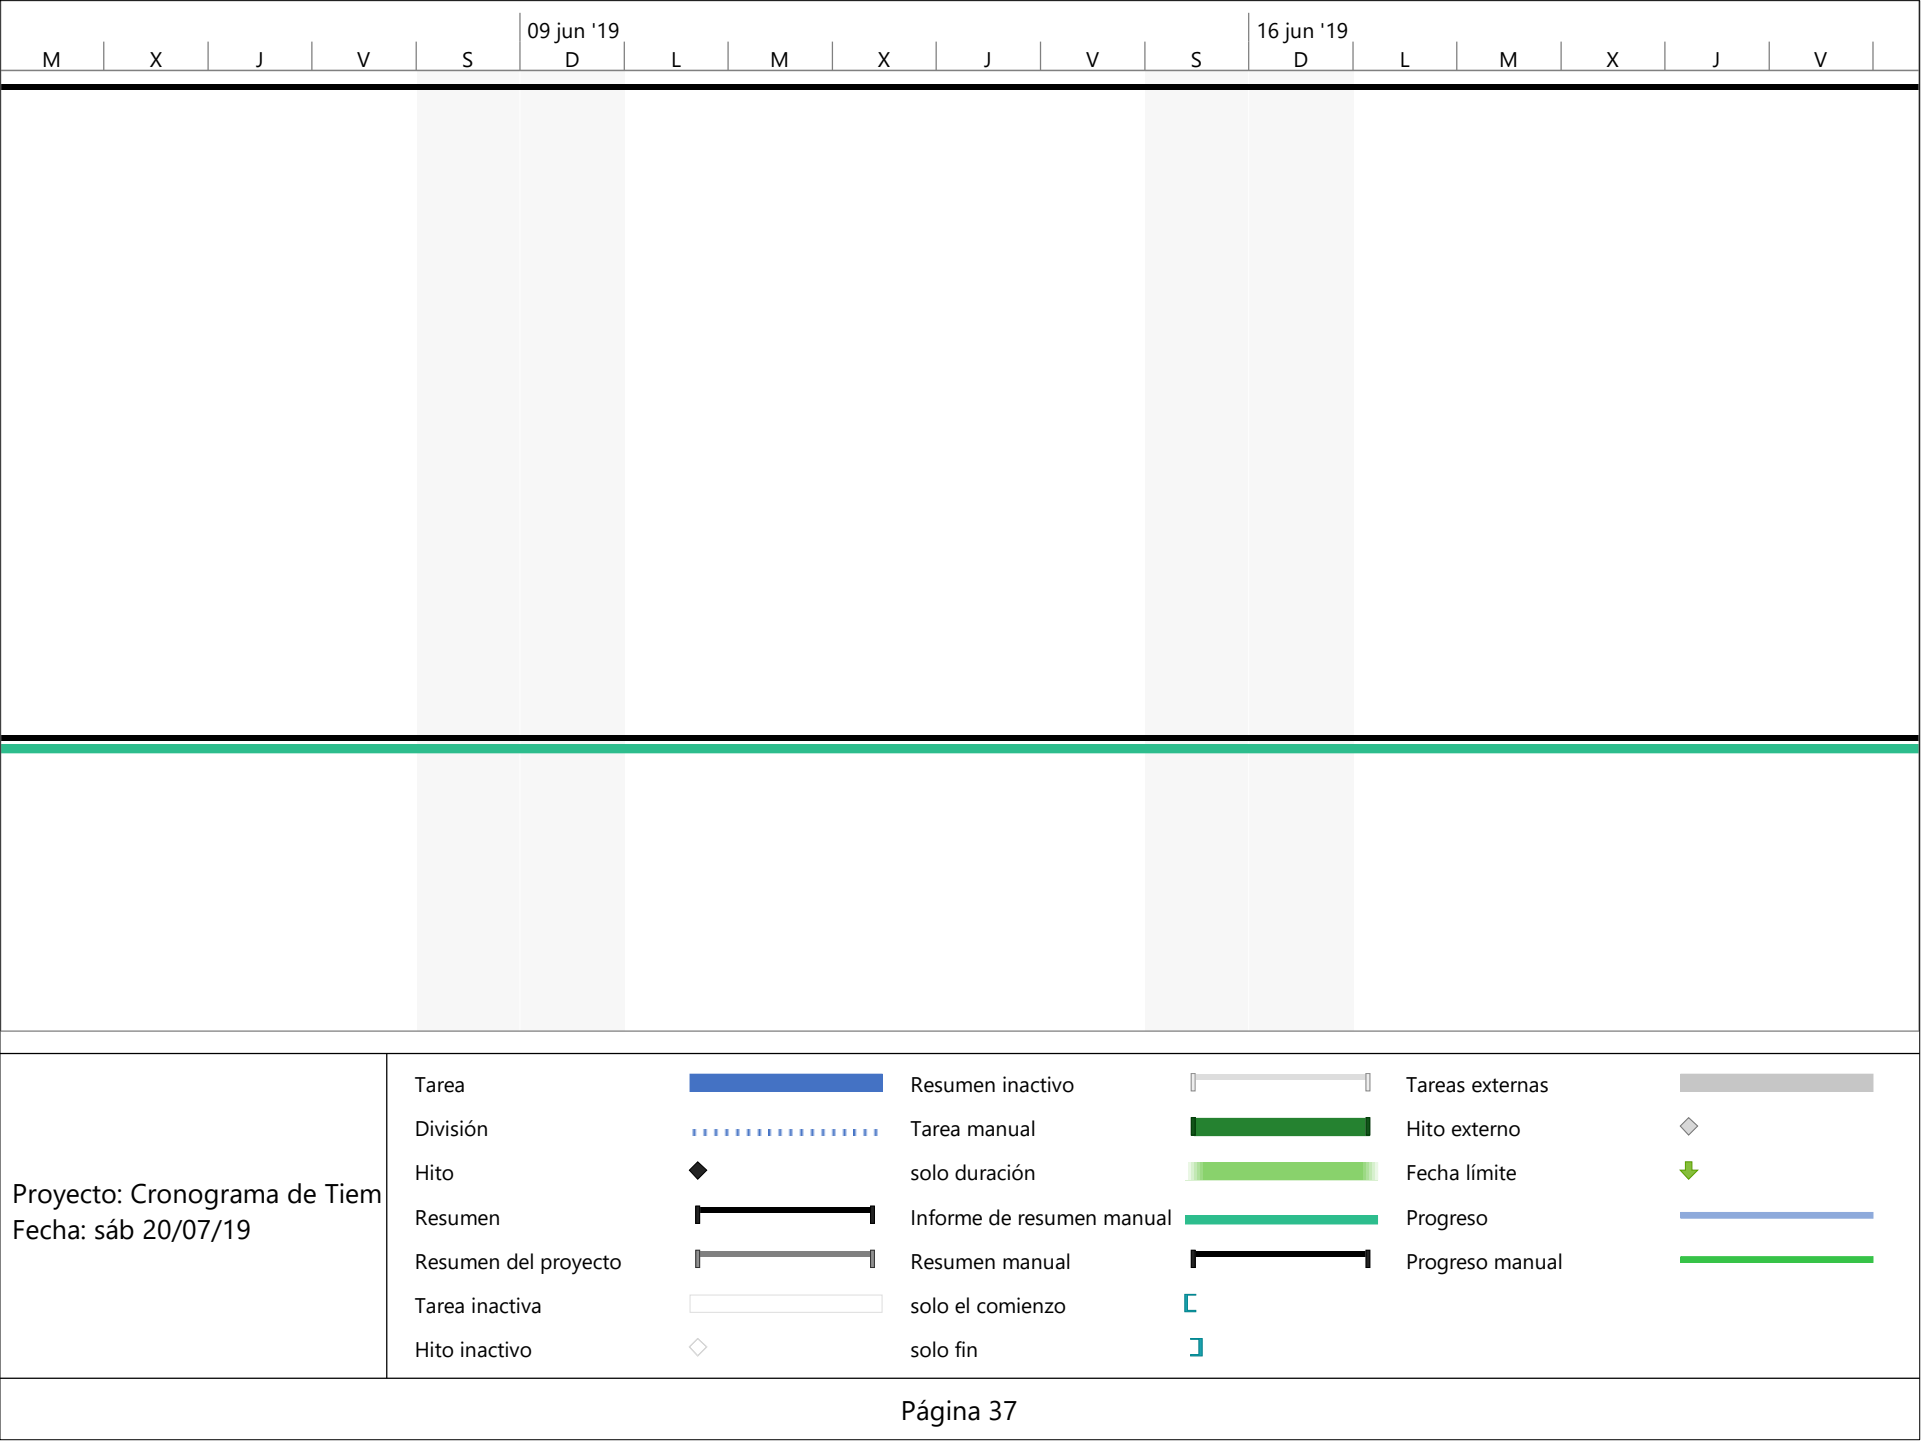 09 jun '19 16 jun '19
M X J V S D L M X J V S D L M X J V
Proyecto: Cronograma de Tiem
Fecha: sáb 20/07/19
Tarea
División
Hito
Resumen
Resumen del proyecto
Tarea inactiva
Hito inactivo
Resumen inactivo
Tarea manual
solo duración
Informe de resumen manual
Resumen manual
solo el comienzo
solo fin
Tareas externas
Hito externo
Fecha límite
Progreso
Progreso manual
Página 37